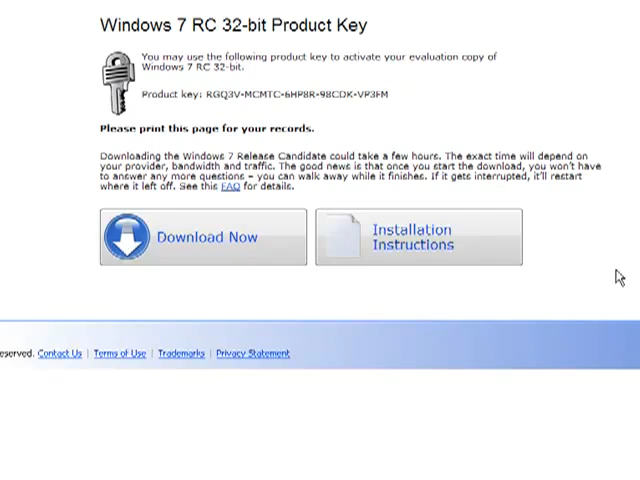 Windows 7 RC 32-bit Product Key
You may use the following product key to activate your evaluation copy of
Windows 7 RC 32-bit.
Product key: RGQ3V-MCMTC-6HP8R-98CDK-VP3FM
Please print this page for your records.
Downloading the Windows 7 Release Candidate could take a few hours. The exact time will depend on
your provider, bandwidth and traffic. The good news is that once you start the download, you won't have
to answer any more questions – you can walk away while it finishes. If it gets interrupted, it'll restart
where it left off. See this FAQ for details.
Download Now
Installation
Instructions
eserved. Contact Us | Terms of Use | Trademarks | Privacy Statement